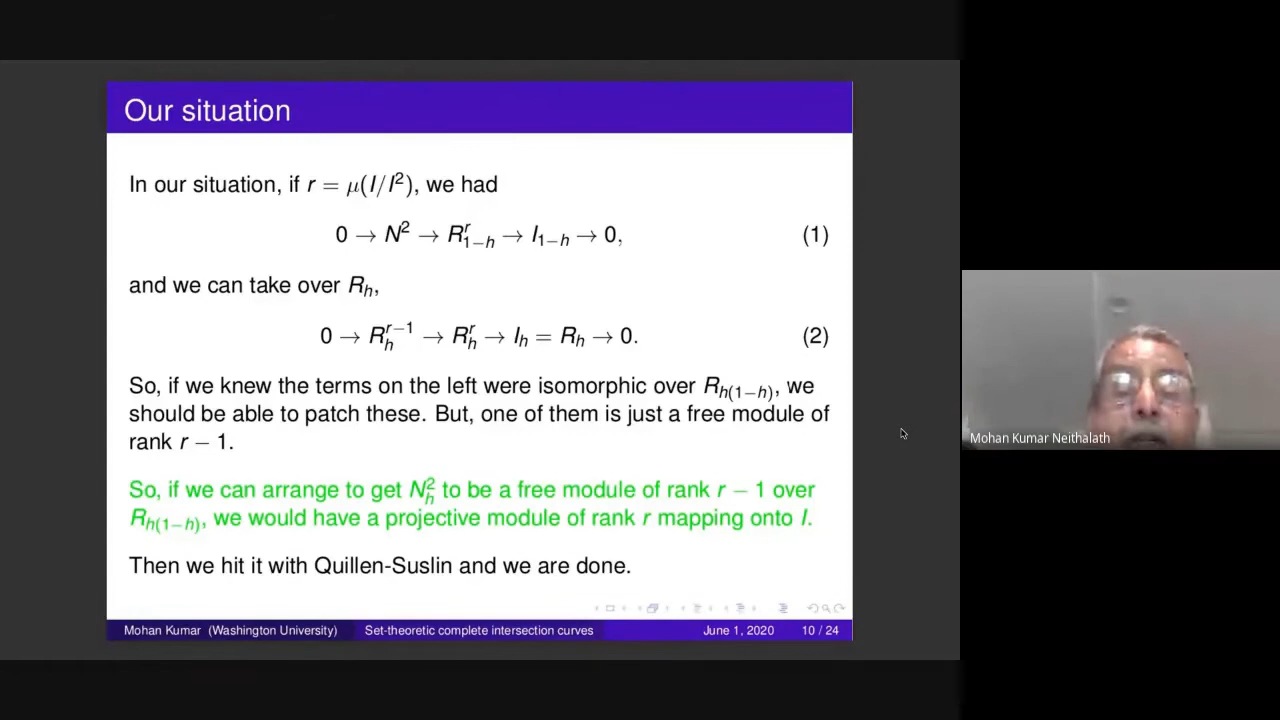 Our situation
In our situation, if r = μ(I/I²), we had
0 → N² → R^r_{1−h} → I_{1−h} → 0, (1)
and we can take over R_h,
0 → R_h^{r−1} → R_h^r → I_h = R_h → 0. (2)
So, if we knew the terms on the left were isomorphic over R_{h(1−h)}, we
should be able to patch these. But, one of them is just a free module of
rank r − 1.
So, if we can arrange to get N_h^2 to be a free module of rank r − 1 over
R_{h(1−h)}, we would have a projective module of rank r mapping onto I.
Then we hit it with Quillen-Suslin and we are done.
Mohan Kumar (Washington University) Set-theoretic complete intersection curves June 1, 2020 10 / 24
Mohan Kumar Neithalath